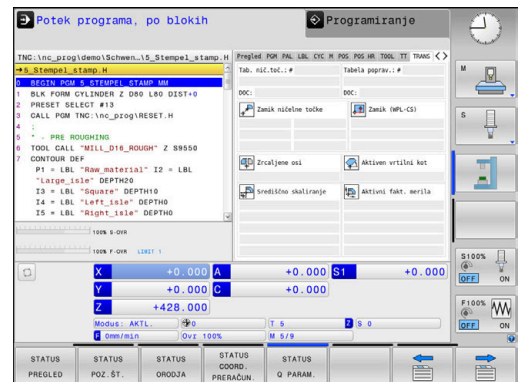 Potek programa, po blokih
Programiranje
TNC:\nc_prog\demo\Schwen...\5_Stempel_stamp.H
→5_Stempel_stamp.H
0 BEGIN PGM 5_STEMPEL_STAMP MM
1 BLK FORM CYLINDER Z D80 L80 DIST+0
2 PRESET SELECT #13
3 CALL PGM TNC:\nc_prog\RESET.H
4 ;
5 * - PRE ROUGHING
6 TOOL CALL "MILL_D16_ROUGH" Z S9550
7 CONTOUR DEF
P1 = LBL "Raw_material" I2 = LBL
"Large_isle" DEPTH20
I3 = LBL "Square" DEPTH10
I4 = LBL "Left_isle" DEPTH0
I5 = LBL "Right_isle" DEPTH0
100% S-OVR
100% F-OVR LIMIT 1
Pregled PGM PAL LBL CYC M POS POS HR TOOL TT TRANS
Tab. nič.toč.: #
Tabela poprav.: #
DOC:
DOC:
Zamik ničelne točke
Zamik (WPL-CS)
Zrcaljene osi
Aktiven vrtilni kot
Središčno skaliranje
Aktivni fakt. merila
X +0.000 A +0.000 S1 +0.000
Y +0.000 C +0.000
Z +428.000
Modus: AKTL. 0 T 5 Z S 0
F 0mm/min Ovr 100% M 5/9
M
S
S100%
OFF ON
F100%
OFF ON
STATUS PREGLED
STATUS POZ.ŠT.
STATUS ORODJA
STATUS COORD. PRERAČUN.
STATUS Q PARAM.